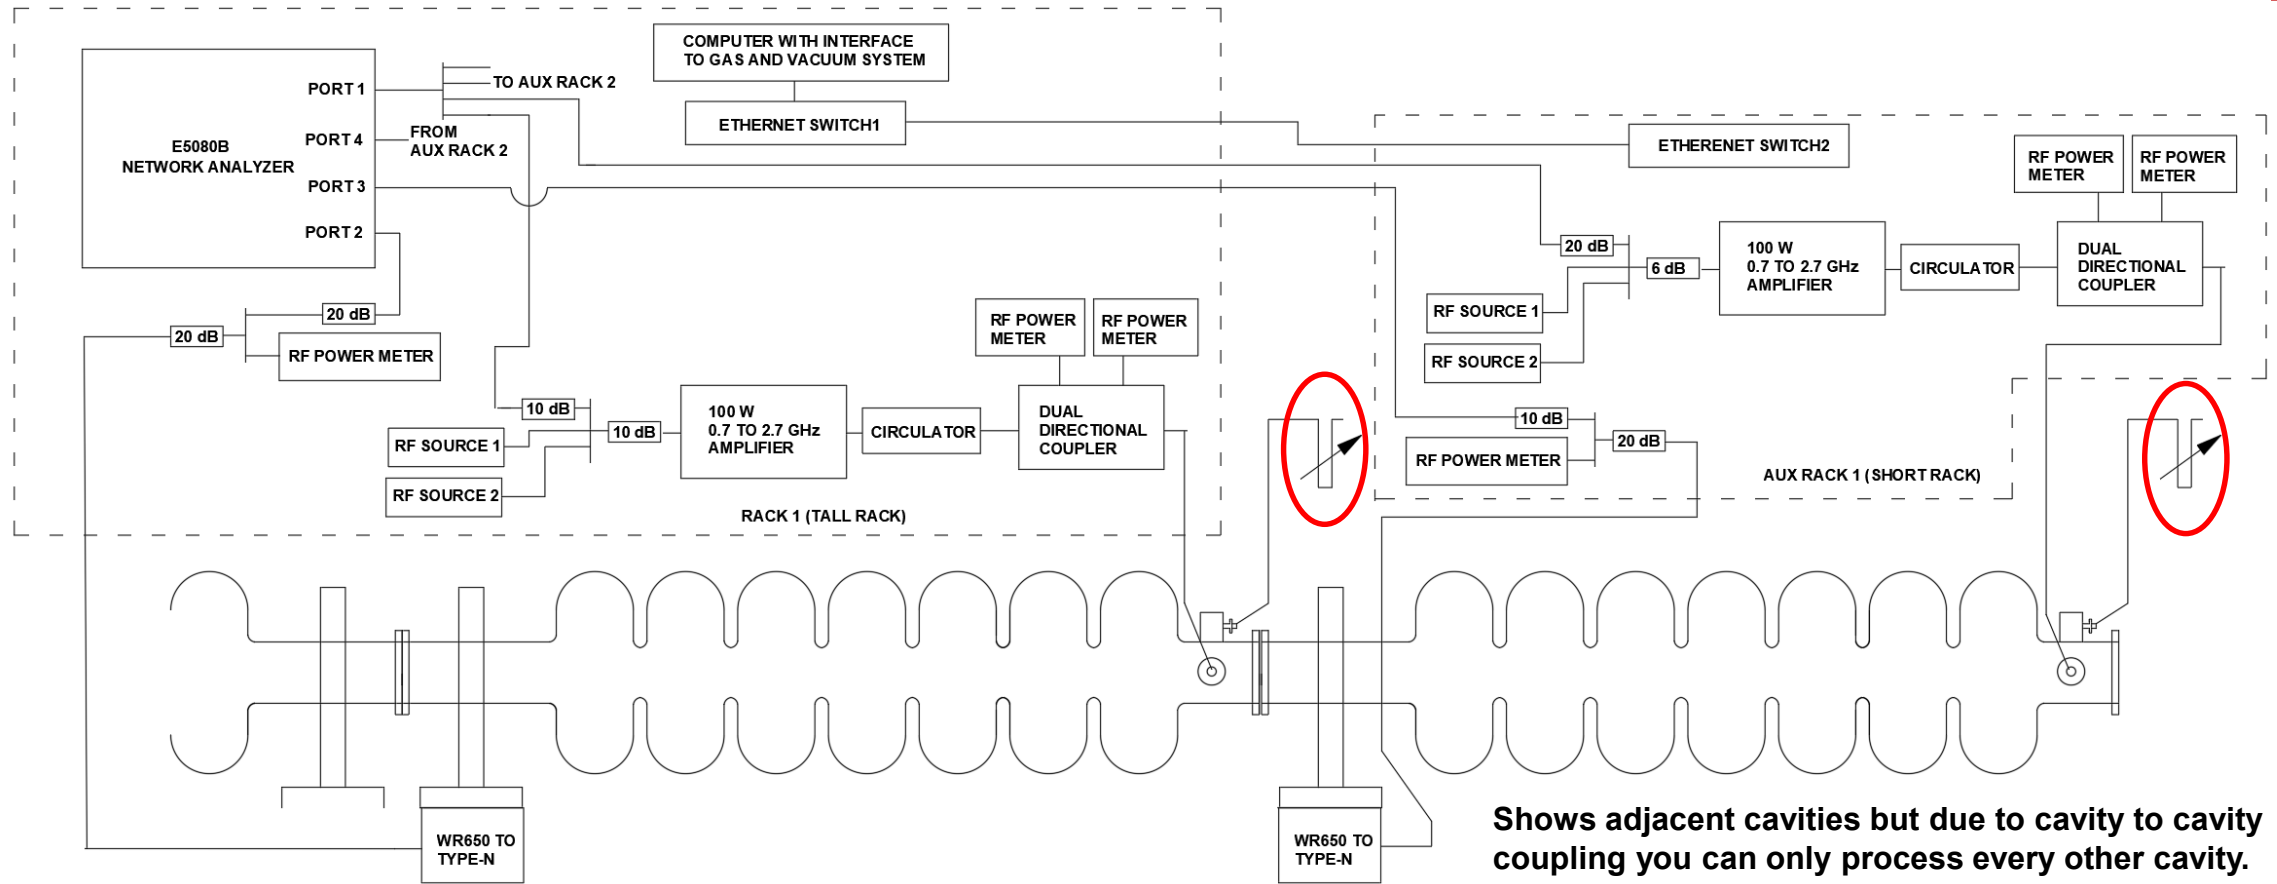 COMPUTER WITH INTERFACE
TO GAS AND VACUUM SYSTEM
PORT 1
TO AUX RACK 2
ETHERNET SWITCH1
PORT 4
FROM
AUX RACK 2
E5080B
NETWORK ANALYZER
PORT 3
PORT 2
ETHERENET SWITCH2
RF POWER
METER
RF POWER
METER
20 dB
6 dB
100 W
0.7 TO 2.7 GHz
AMPLIFIER
CIRCULATOR
DUAL
DIRECTIONAL
COUPLER
RF SOURCE 1
RF SOURCE 2
20 dB
20 dB
RF POWER METER
RF POWER
METER
RF POWER
METER
10 dB
10 dB
RF SOURCE 1
RF SOURCE 2
100 W
0.7 TO 2.7 GHz
AMPLIFIER
CIRCULATOR
DUAL
DIRECTIONAL
COUPLER
10 dB
20 dB
RF POWER METER
AUX RACK 1 (SHORT RACK)
RACK 1 (TALL RACK)
WR650 TO
TYPE-N
WR650 TO
TYPE-N
Shows adjacent cavities but due to cavity to cavity
coupling you can only process every other cavity.